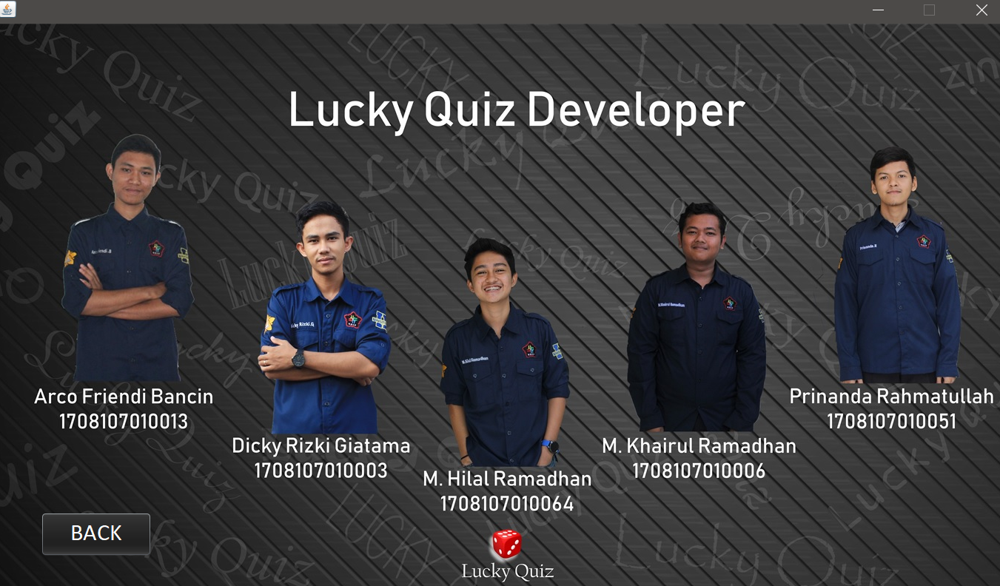 Lucky Quiz Developer
Arco Friendi Bancin
1708107010013
Dicky Rizki Giatama
1708107010003
M. Hilal Ramadhan
1708107010064
M. Khairul Ramadhan
1708107010006
Prinanda Rahmatullah
1708107010051
BACK
Lucky Quiz